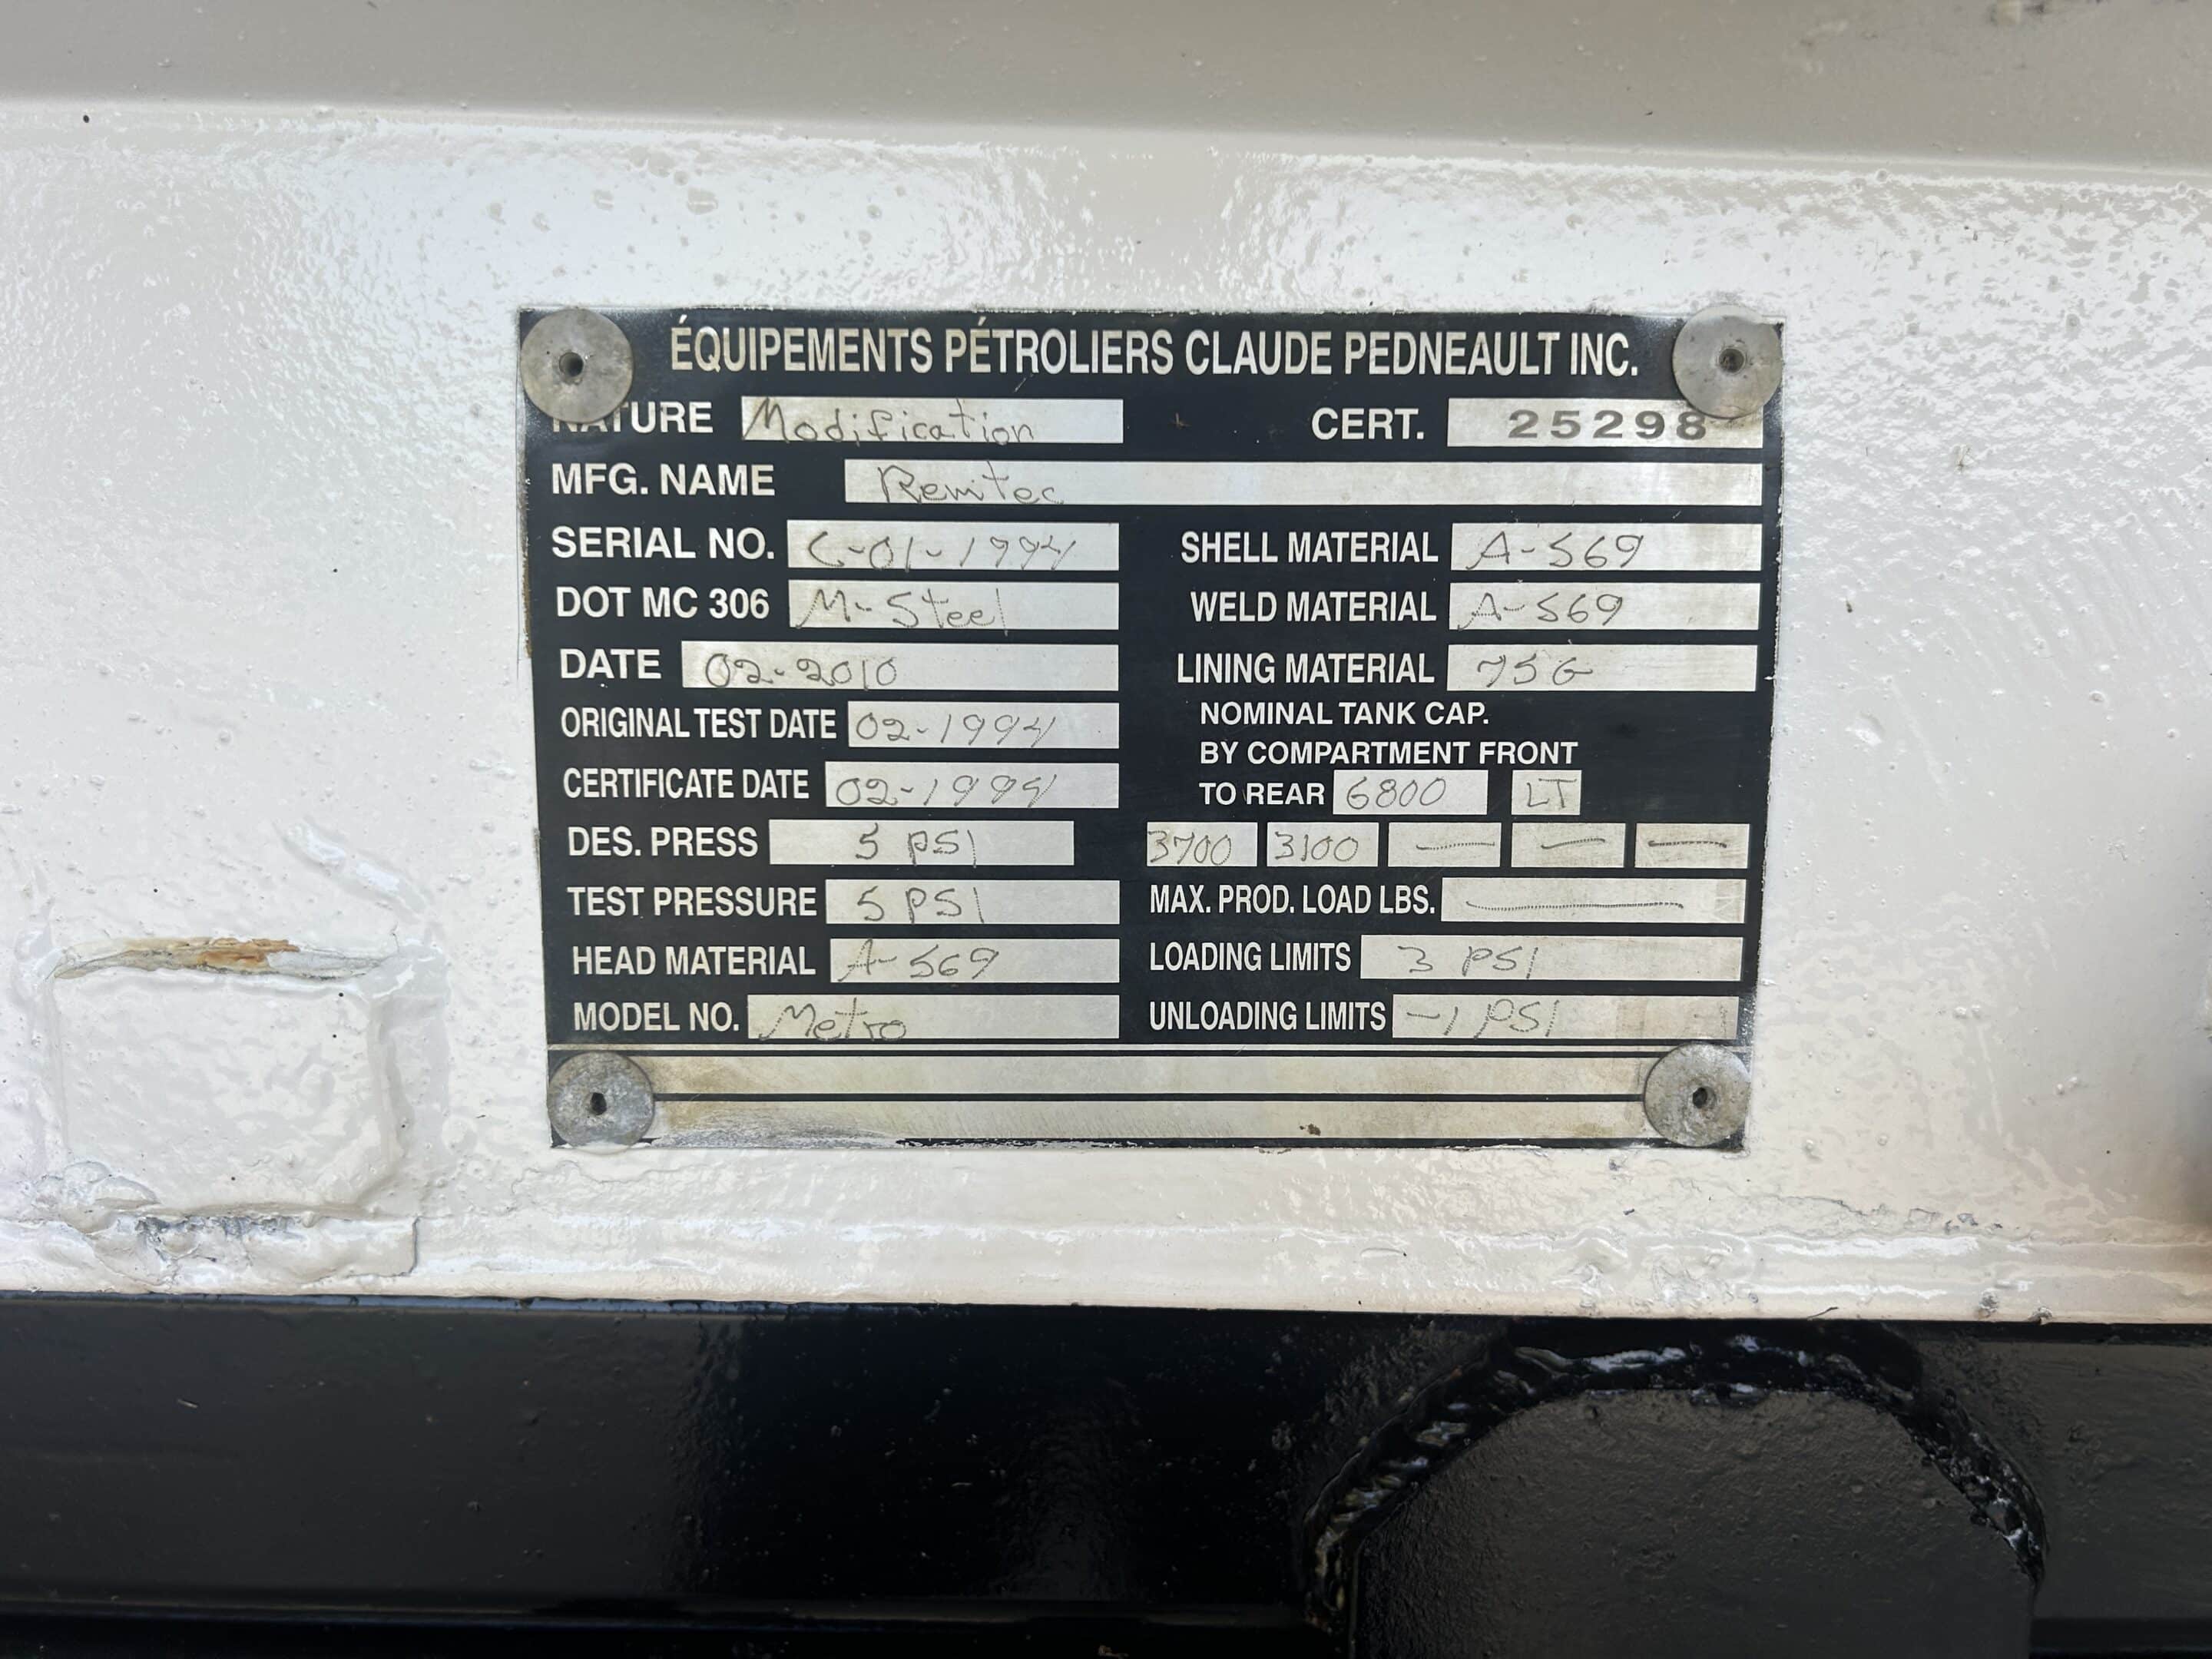 ÉQUIPEMENTS PÉTROLIERS CLAUDE PEDNEAULT INC.
NATURE Modification CERT. 25298
MFG. NAME Remtec
SERIAL NO. C-01-1994 SHELL MATERIAL A-569
DOT MC 306 M-Steel WELD MATERIAL A-569
DATE 02-2010 LINING MATERIAL 75G
ORIGINAL TEST DATE 02-1994 NOMINAL TANK CAP.
BY COMPARTMENT FRONT
CERTIFICATE DATE 02-1994 TO REAR 6800 LT
DES. PRESS 5 PSI 3700 3100 — — —
TEST PRESSURE 5 PSI MAX. PROD. LOAD LBS. —
HEAD MATERIAL A-569 LOADING LIMITS 3 PSI
MODEL NO. Metro UNLOADING LIMITS -1 PSI